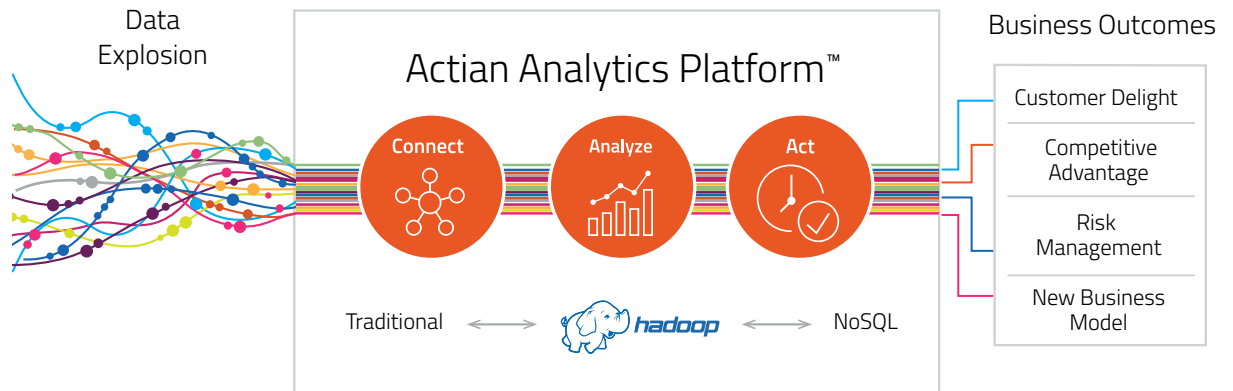 Data
Explosion
Actian Analytics Platform™
Business Outcomes
Connect
Analyze
Act
Customer Delight
Competitive
Advantage
Risk
Management
New Business
Model
Traditional
hadoop
NoSQL